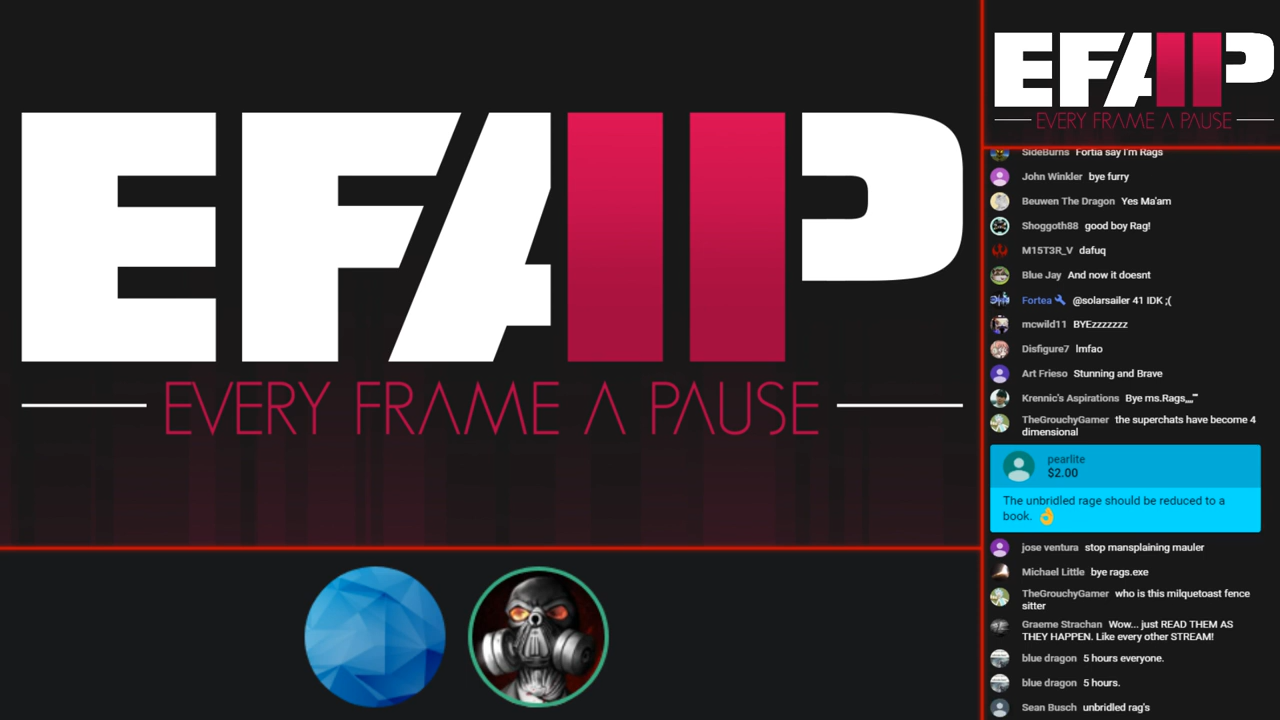 EFAP
EVERY FRAME A PAUSE
EFAP
EVERY FRAME A PAUSE
SideBurns Fortia say I'm Rags
John Winkler bye furry
Beuwen The Dragon Yes Ma'am
Shoggoth88 good boy Rag!
M15T3R_V dafuq
Blue Jay And now it doesnt
Fortea @solarsailer 41 IDK ;(
mcwild11 BYEzzzzzzz
Disfigure7 lmfao
Art Frieso Stunning and Brave
Krennic's Aspirations Bye ms.Rags,,,,""
TheGrouchyGamer the superchats have become 4
dimensional
pearlite
$2.00
The unbridled rage should be reduced to a
book. 👌
jose ventura stop mansplaining mauler
Michael Little bye rags.exe
TheGrouchyGamer who is this milquetoast fence
sitter
Graeme Strachan Wow... just READ THEM AS
THEY HAPPEN. Like every other STREAM!
blue dragon 5 hours everyone.
blue dragon 5 hours.
Sean Busch unbridled rag's